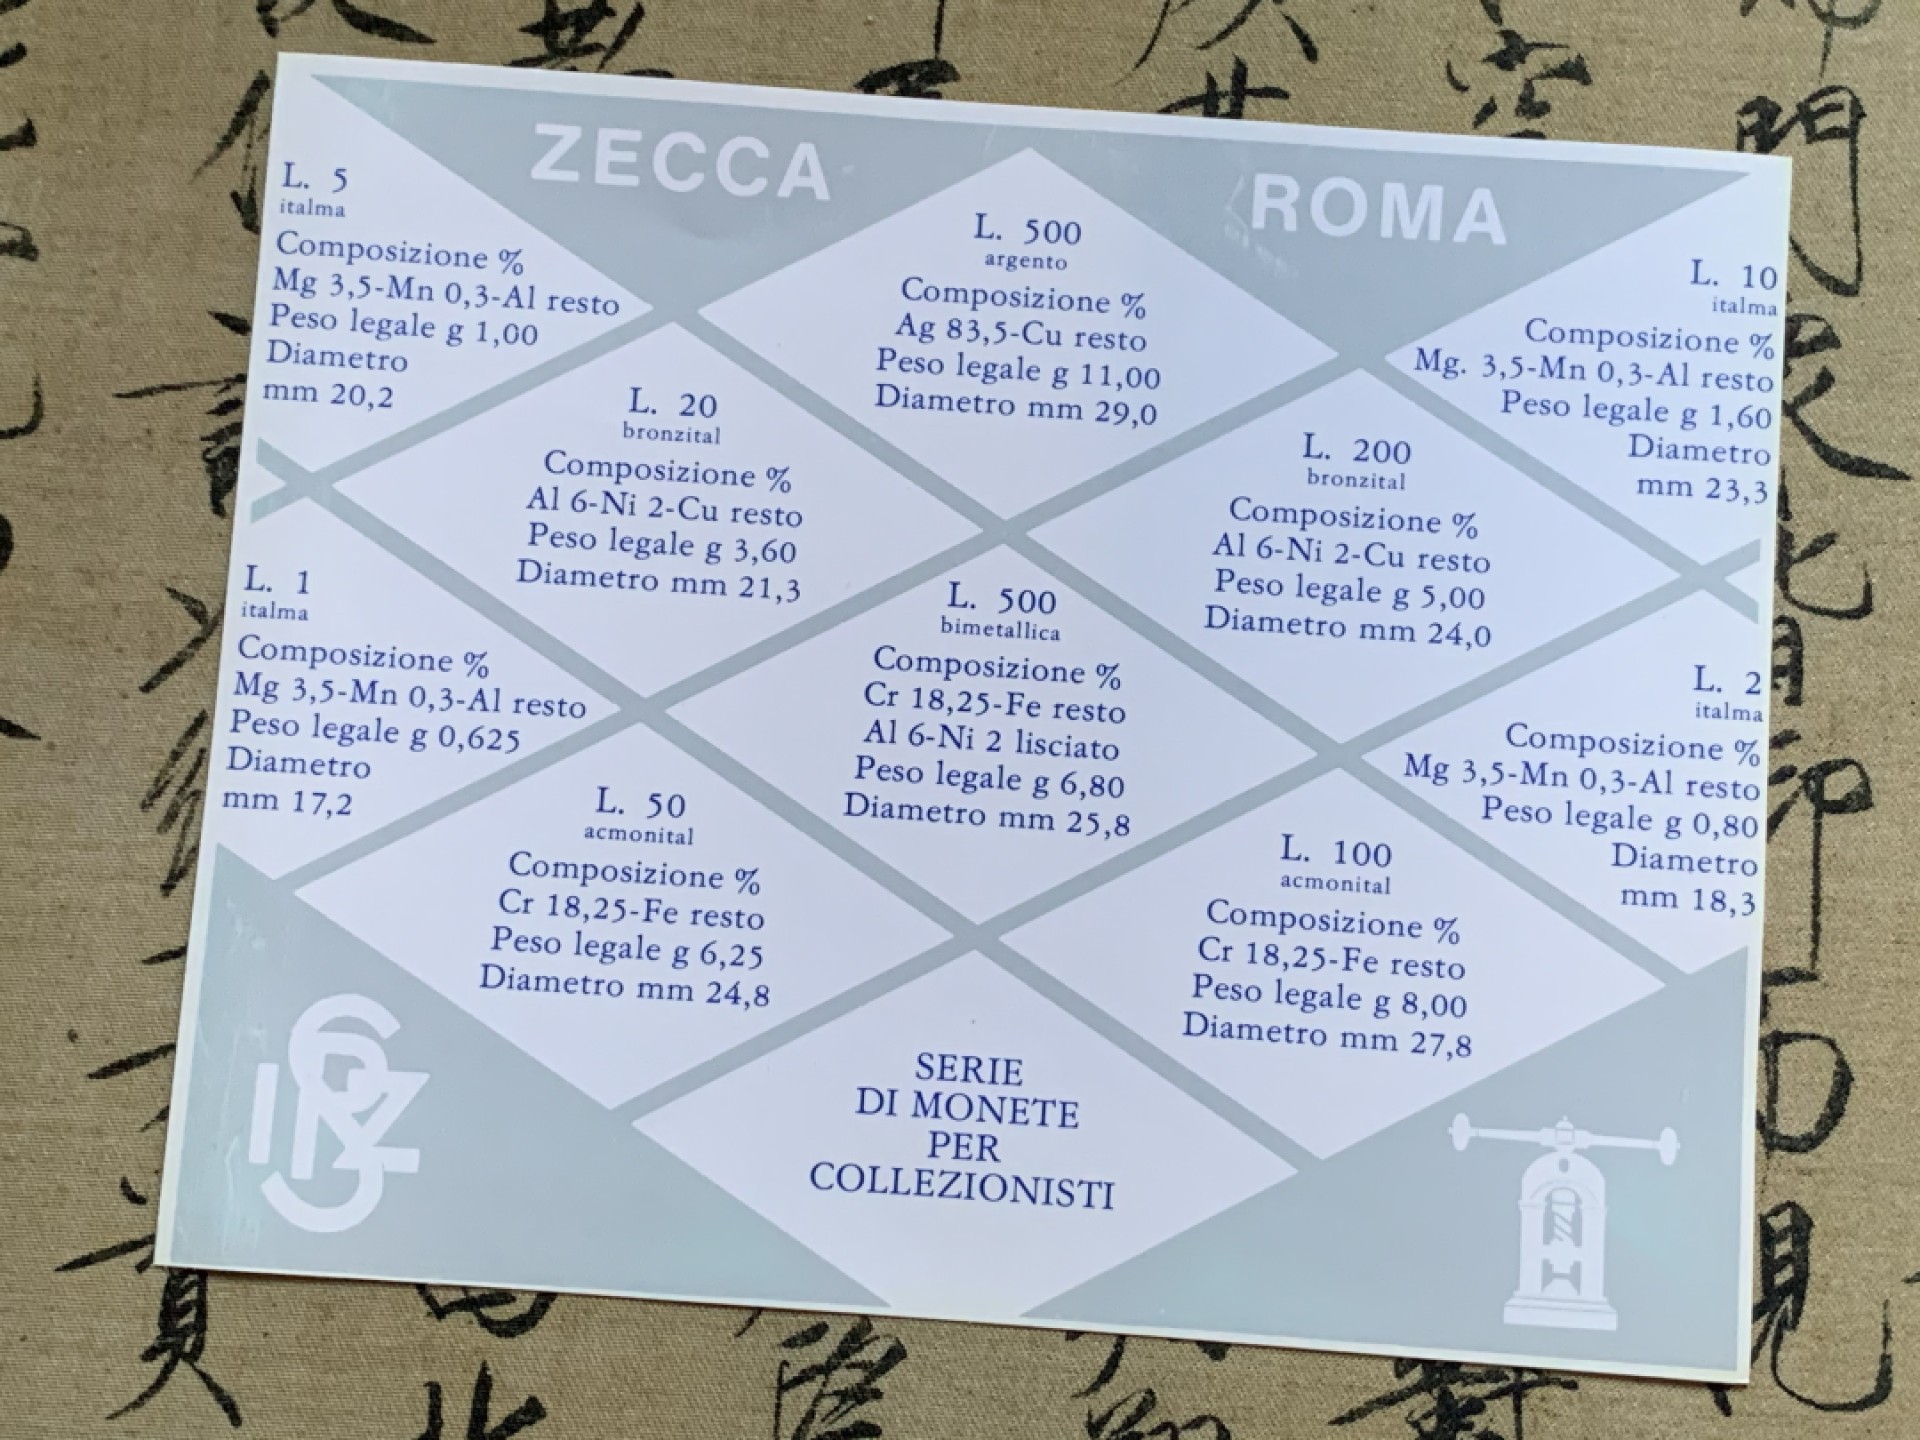 ZECCA ROMA
L. 5
italma
Composizione %
Mg 3,5-Mn 0,3-Al resto
Peso legale g 1,00
Diametro
mm 20,2
L. 500
argento
Composizione %
Ag 83,5-Cu resto
Peso legale g 11,00
Diametro mm 29,0
L. 10
italma
Composizione %
Mg. 3,5-Mn 0,3-Al resto
Peso legale g 1,60
Diametro
mm 23,3
L. 20
bronzital
Composizione %
Al 6-Ni 2-Cu resto
Peso legale g 3,60
Diametro mm 21,3
L. 200
bronzital
Composizione %
Al 6-Ni 2-Cu resto
Peso legale g 5,00
Diametro mm 24,0
L. 1
italma
Composizione %
Mg 3,5-Mn 0,3-Al resto
Peso legale g 0,625
Diametro
mm 17,2
L. 500
bimetallica
Composizione %
Cr 18,25-Fe resto
Al 6-Ni 2 lisciato
Peso legale g 6,80
Diametro mm 25,8
L. 2
italma
Composizione %
Mg 3,5-Mn 0,3-Al resto
Peso legale g 0,80
Diametro
mm 18,3
L. 50
acmonital
Composizione %
Cr 18,25-Fe resto
Peso legale g 6,25
Diametro mm 24,8
L. 100
acmonital
Composizione %
Cr 18,25-Fe resto
Peso legale g 8,00
Diametro mm 27,8
SERIE
DI MONETE
PER
COLLEZIONISTI